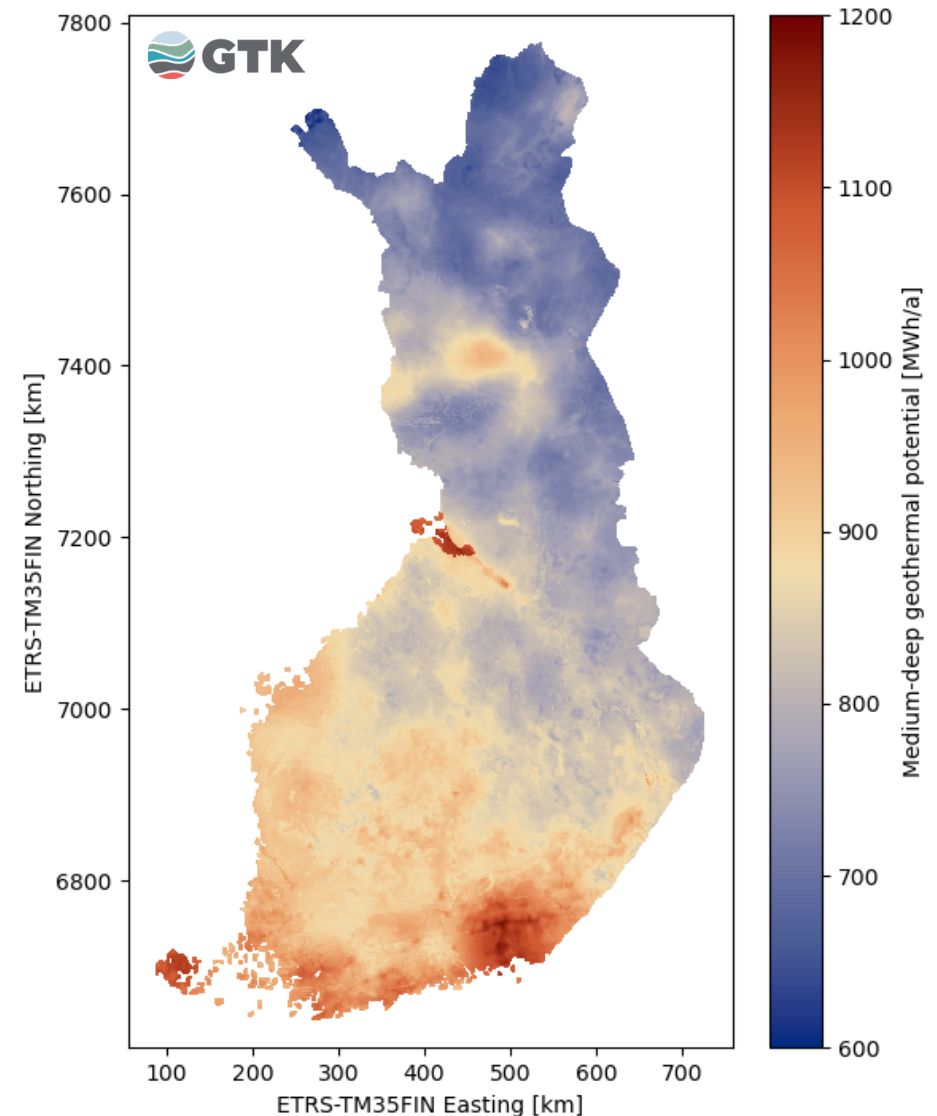 GTK
7800
7600
7400
7200
7000
6800
ETRS-TM35FIN Northing [km]
100 200 300 400 500 600 700
ETRS-TM35FIN Easting [km]
1200
1100
1000
900
800
700
600
Medium-deep geothermal potential [MWh/a]